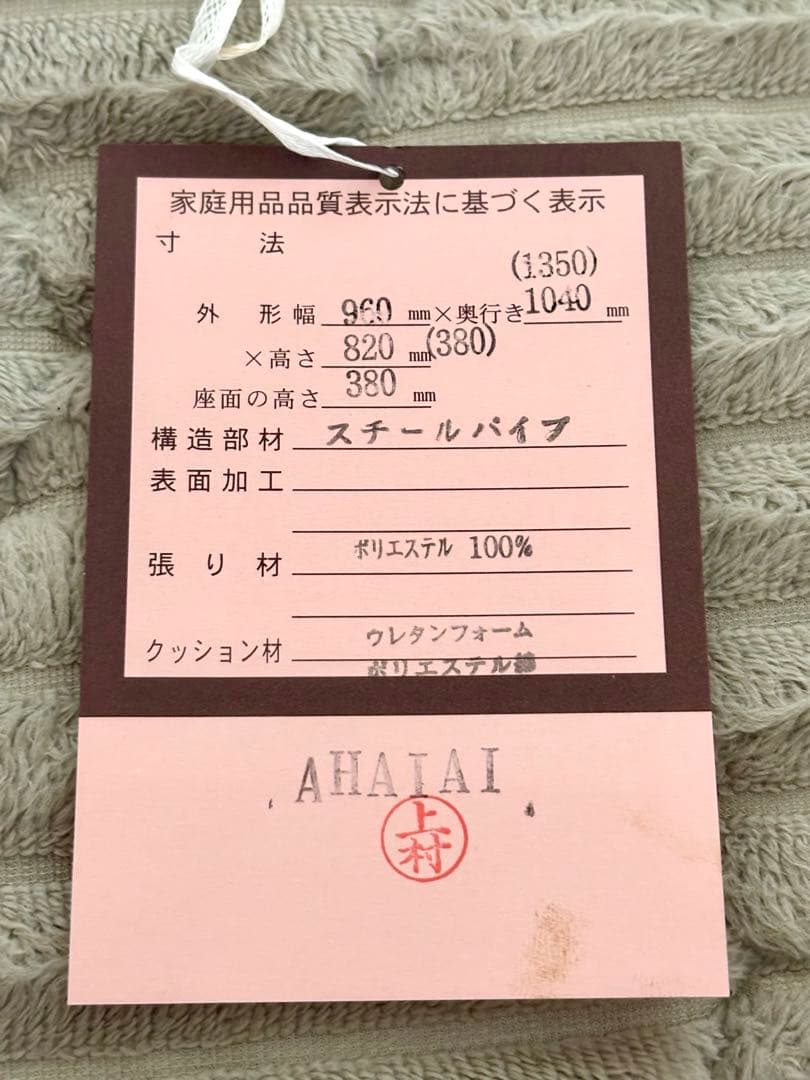 家庭用品品質表示法に基づく表示
寸 法
(1350)
外 形 幅 960 mm×奥行き 1040 mm
×高さ 820 mm (380)
座面の高さ 380 mm
構造部材 スチールパイプ
表面加工
張り材 ポリエステル 100%
クッション材 ウレタンフォーム
ポリエステル綿
AHATAI
上村